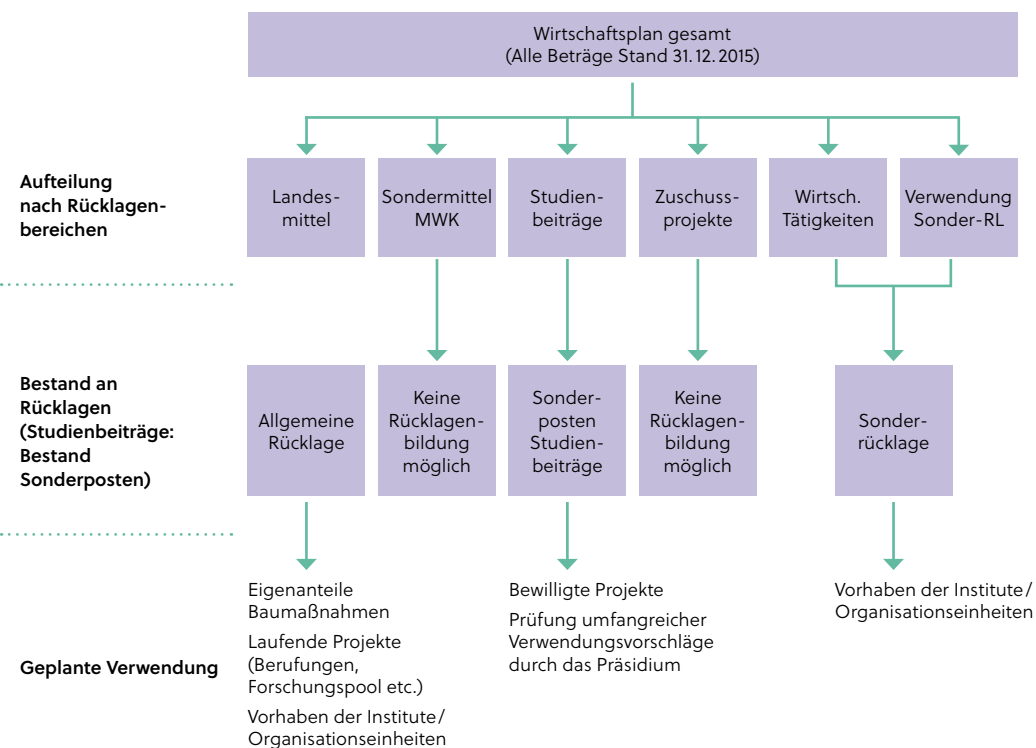 Wirtschaftsplan gesamt
(Alle Beträge Stand 31.12.2015)
Aufteilung
nach Rücklagen-
bereichen
Landes-
mittel
Sondermittel
MWK
Studien-
beiträge
Zuschuss-
projekte
Wirtsch.
Tätigkeiten
Verwendung
Sonder-RL
Bestand an
Rücklagen
(Studienbeiträge:
Bestand
Sonderposten)
Allgemeine
Rücklage
Keine
Rücklagen-
bildung
möglich
Sonder-
posten
Studien-
beiträge
Keine
Rücklagen-
bildung
möglich
Sonder-
rücklage
Geplante Verwendung
Eigenanteile
Baumaßnahmen
Laufende Projekte
(Berufungen,
Forschungspool etc.)
Vorhaben der Institute/
Organisationseinheiten
Bewilligte Projekte
Prüfung umfangreicher
Verwendungsvorschläge
durch das Präsidium
Vorhaben der Institute/
Organisationseinheiten